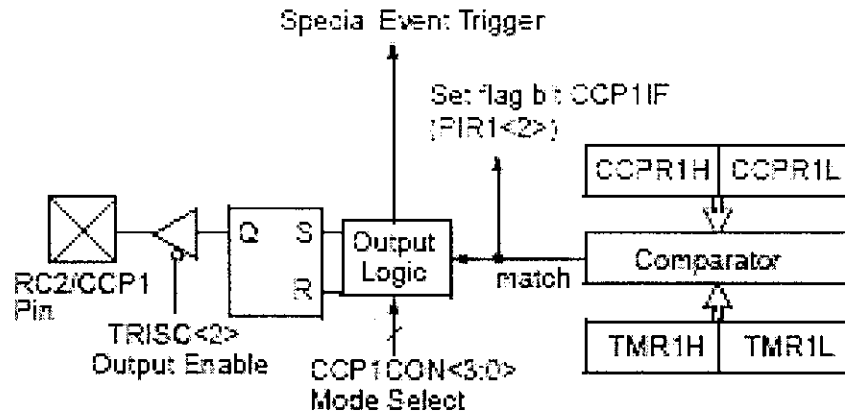 Special Event Trigger
Set flag bit CCP1IF
(PIR1<2>)
CCPR1H CCPR1L
Q S
R
Output
Logic
match
Comparator
RC2/CCP1
Pin
TRISC<2>
Output Enable
TMR1H TMR1L
CCP1CON<3:0>
Mode Select